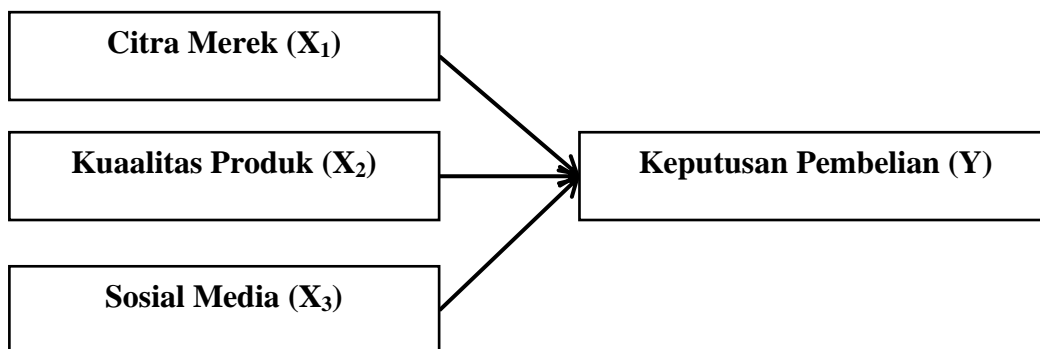 Citra Merek (X₁)
Kuaalitas Produk (X₂)
Keputusan Pembelian (Y)
Sosial Media (X₃)